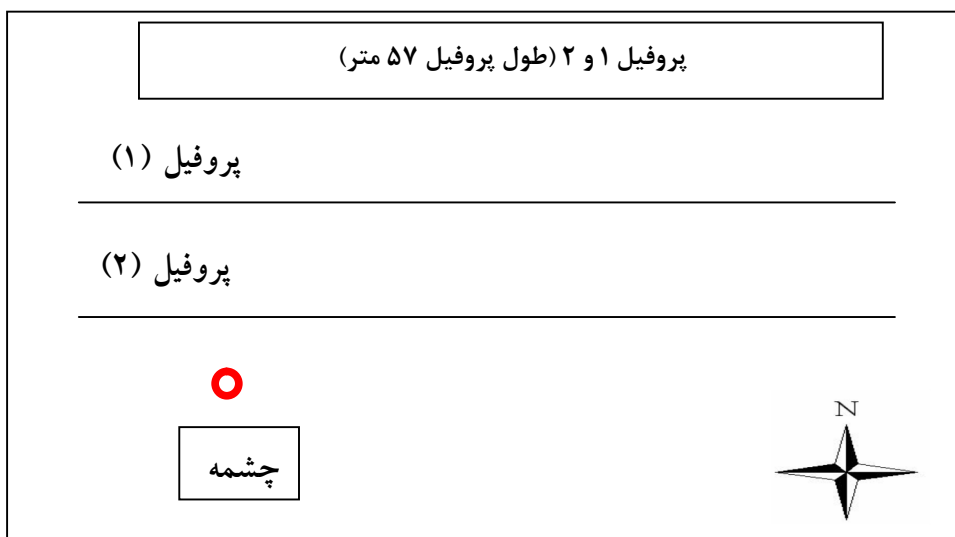 پروفیل ۱ و ۲ (طول پروفیل ۵۷ متر)
پروفیل (۱)
پروفیل (۲)
چشمه
N